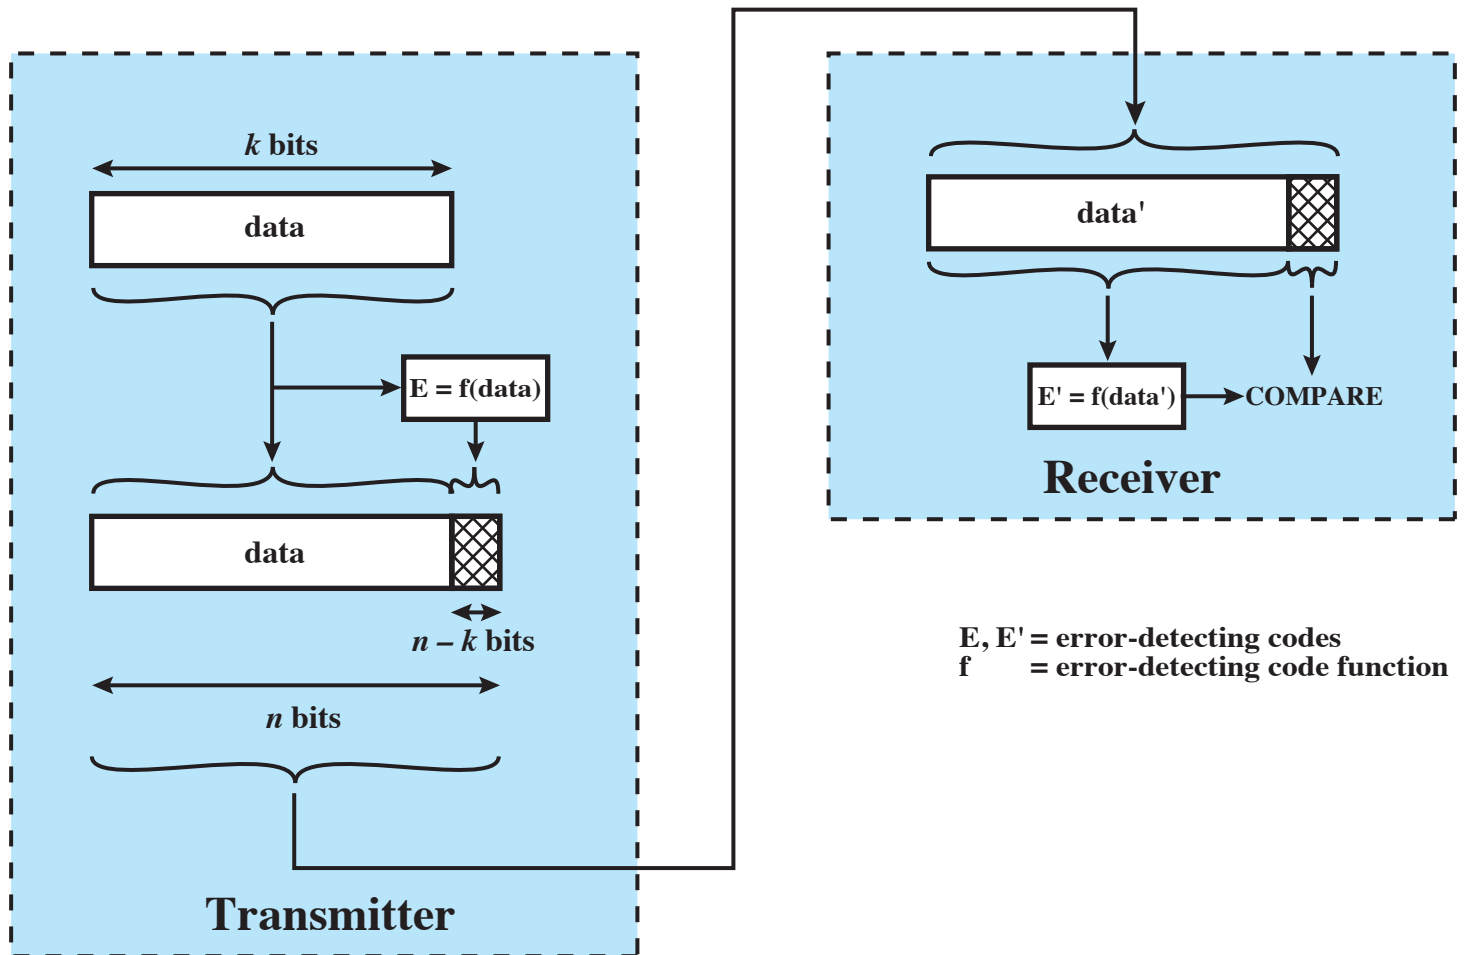 k bits
data
E = f(data)
data
n – k bits
n bits
Transmitter
data'
E' = f(data')
COMPARE
Receiver
E, E' = error-detecting codes
f = error-detecting code function